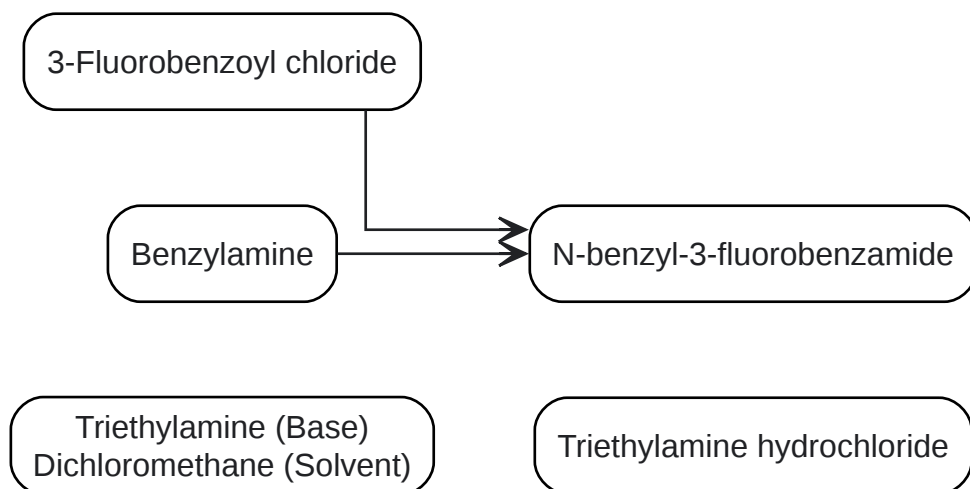 3-Fluorobenzoyl chloride
Benzylamine
N-benzyl-3-fluorobenzamide
Triethylamine (Base)
Dichloromethane (Solvent)
Triethylamine hydrochloride